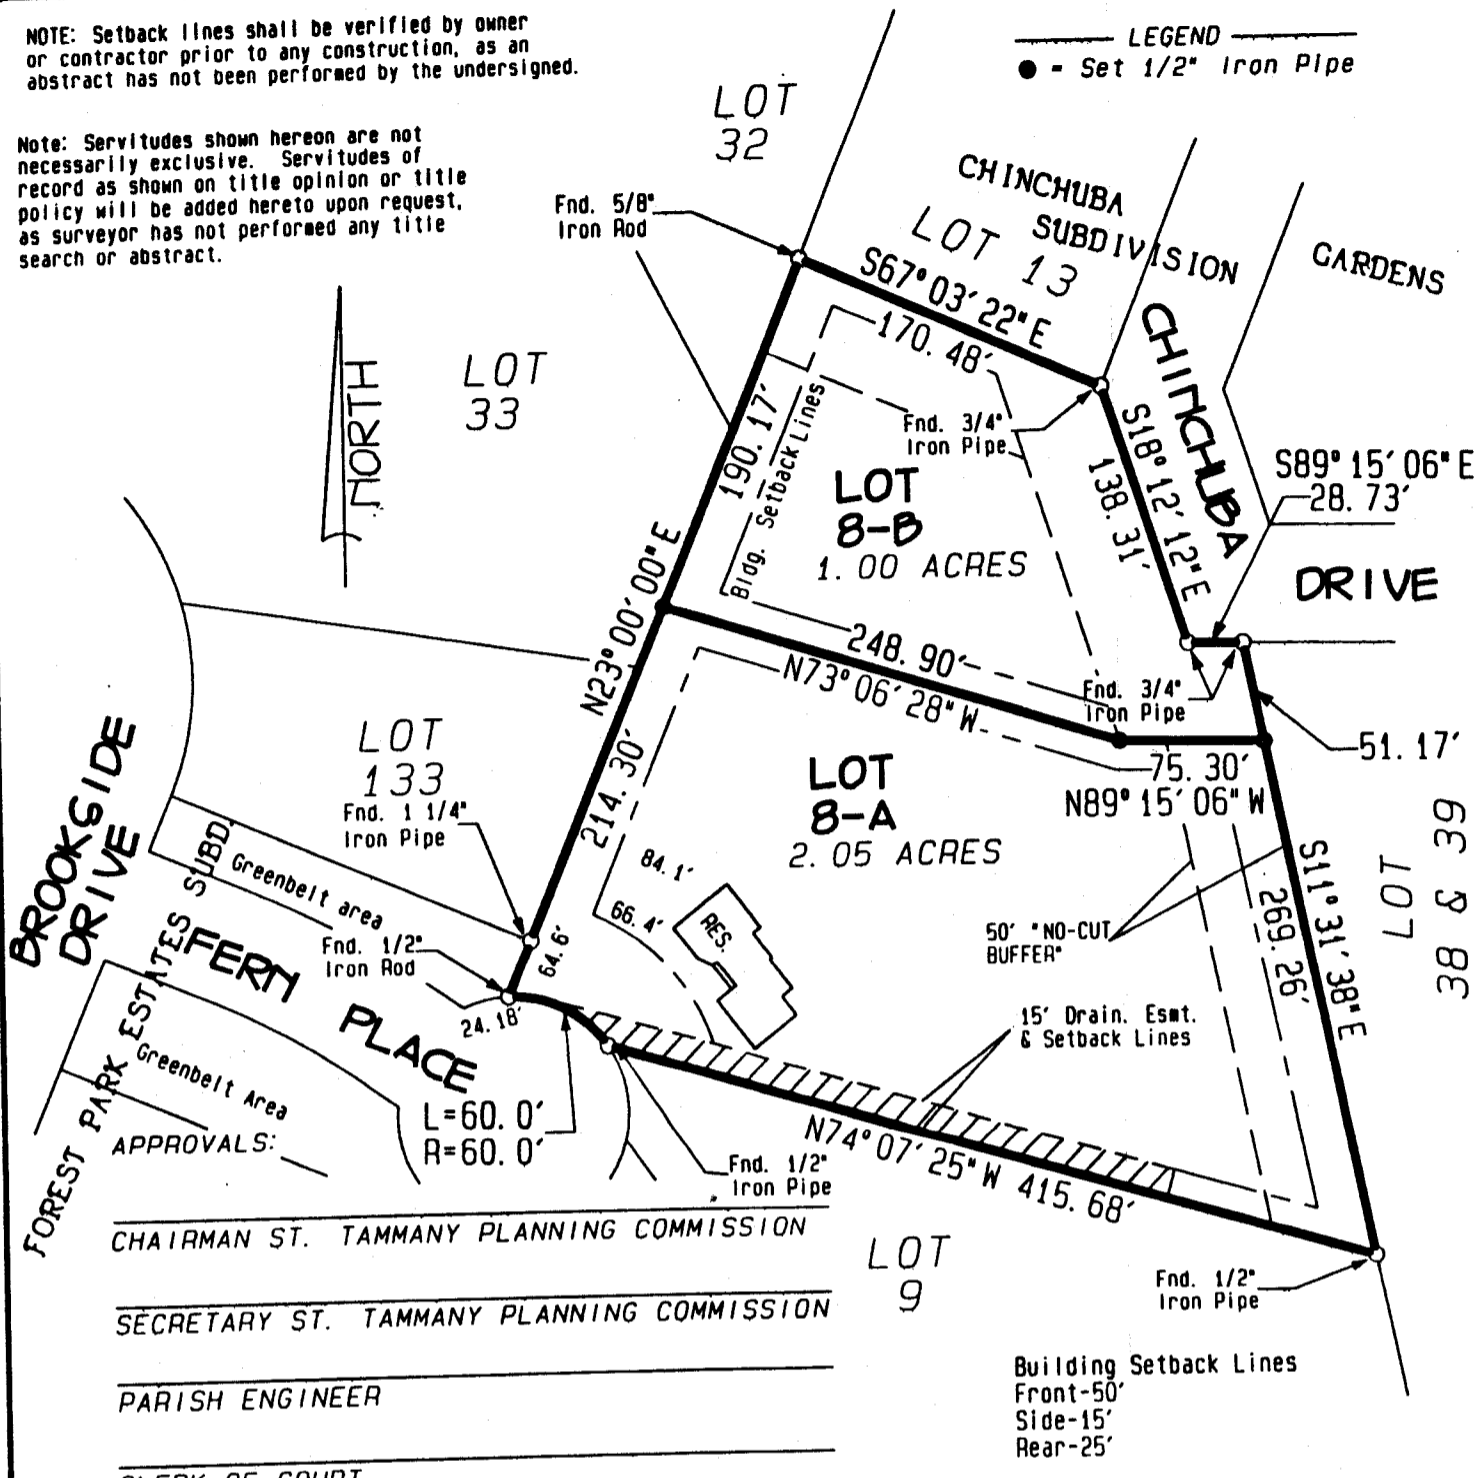 NOTE: Setback lines shall be verified by owner
or contractor prior to any construction, as an
abstract has not been performed by the undersigned.
Note: Servitudes shown hereon are not
necessarily exclusive. Servitudes of
record as shown on title opinion or title
policy will be added hereto upon request,
as surveyor has not performed any title
search or abstract.
LEGEND
● - Set 1/2" Iron Pipe
LOT
32
CHINCHUBA
SUBDIVISION
GARDENS
LOT 13
Fnd. 5/8"
Iron Rod
S67°03'22"E
170.48'
NORTH
LOT
33
CHINCHUBA
DRIVE
190.17'
Bldg. Setback Lines
Fnd. 3/4"
Iron Pipe
S18°12'12"E
138.31'
S89°15'06"E
28.73'
LOT
8-B
1.00 ACRES
N23°00'00"E
248.90'
N73°06'28"W
Fnd. 3/4"
Iron Pipe
51.17'
75.30'
N89°15'06"W
LOT
133
Fnd. 1 1/4"
Iron Pipe
214.30'
LOT
8-A
2.05 ACRES
BROOKSIDE
DRIVE
Greenbelt area
84.1'
66.4'
64.6'
RES.
50' "NO-CUT
BUFFER"
S11°31'38"E
269.26'
LOT
38 & 39
Fnd. 1/2"
Iron Rod
24.18'
FERN PLACE
15' Drain. Esmt.
& Setback Lines
FOREST PARK ESTATES SUBD.
Greenbelt Area
L=60.0'
R=60.0'
N74°07'25"W 415.68'
Fnd. 1/2"
Iron Pipe
APPROVALS:
CHAIRMAN ST. TAMMANY PLANNING COMMISSION
LOT
9
Fnd. 1/2"
Iron Pipe
SECRETARY ST. TAMMANY PLANNING COMMISSION
PARISH ENGINEER
Building Setback Lines
Front-50'
Side-15'
Rear-25'
CLERK OF COURT